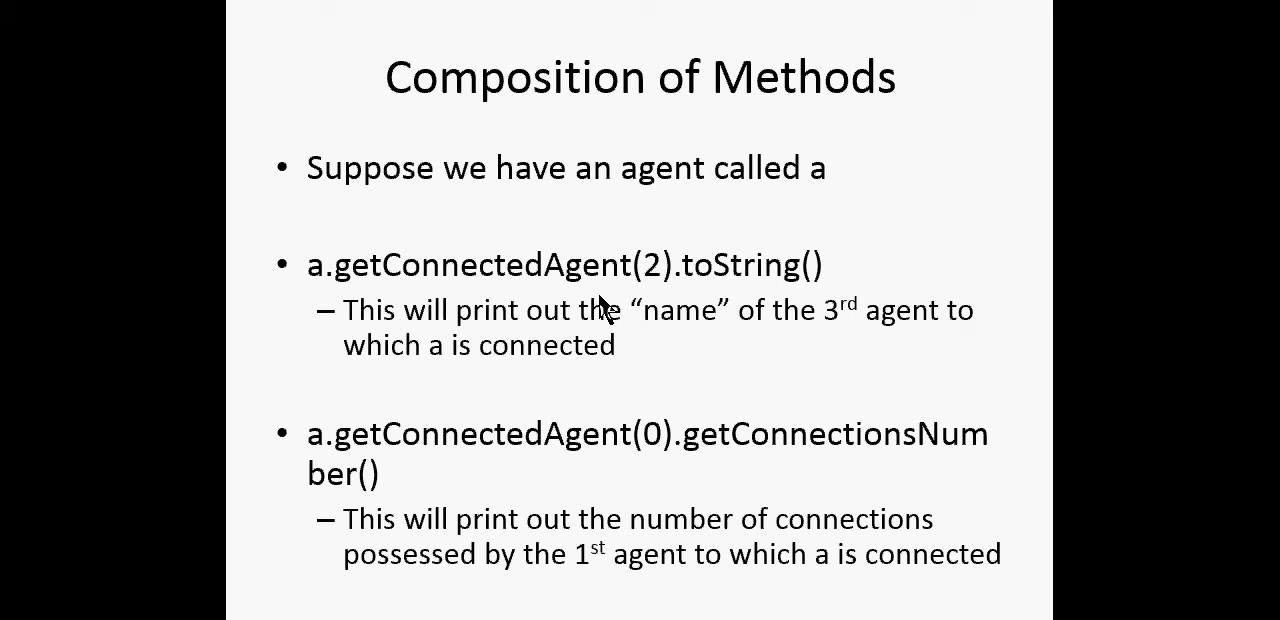 Composition of Methods
• Suppose we have an agent called a
• a.getConnectedAgent(2).toString()
– This will print out the “name” of the 3rd agent to
which a is connected
• a.getConnectedAgent(0).getConnectionsNum
ber()
– This will print out the number of connections
possessed by the 1st agent to which a is connected